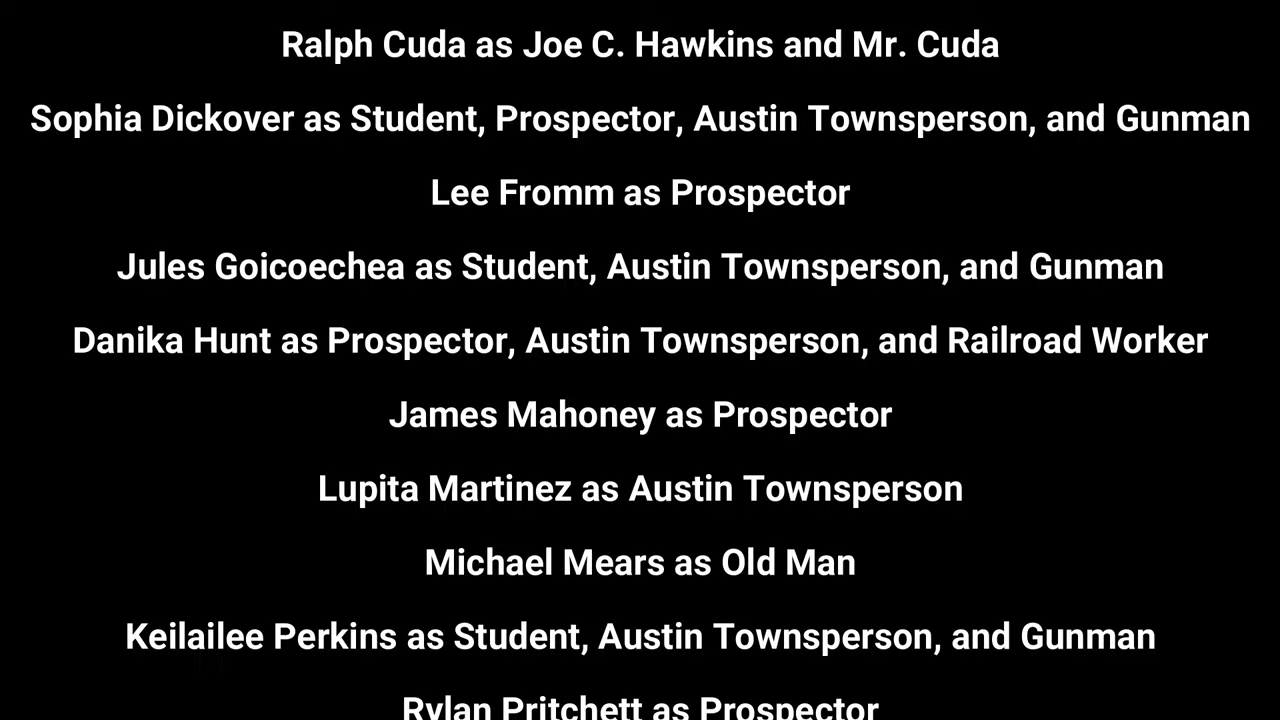 Ralph Cuda as Joe C. Hawkins and Mr. Cuda
Sophia Dickover as Student, Prospector, Austin Townsperson, and Gunman
Lee Fromm as Prospector
Jules Goicoechea as Student, Austin Townsperson, and Gunman
Danika Hunt as Prospector, Austin Townsperson, and Railroad Worker
James Mahoney as Prospector
Lupita Martinez as Austin Townsperson
Michael Mears as Old Man
Keilailee Perkins as Student, Austin Townsperson, and Gunman
Rylan Pritchett as Prospector